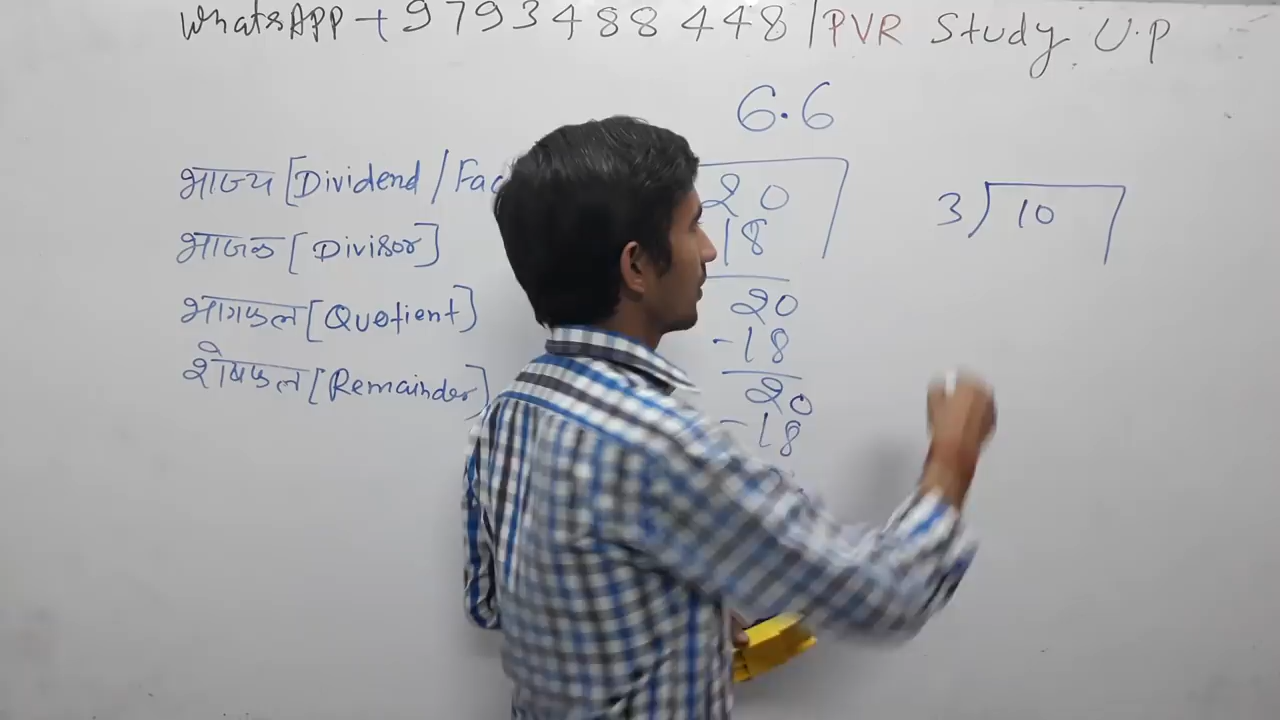 WhatsAPP + 9793488448 | PVR Study U.P
6.6
भाज्य [Dividend / Fac
20
3) 10
18
भाजक [Divisor]
20
भागफल [Quotient]
-18
शेषफल [Remainder]
20
-18